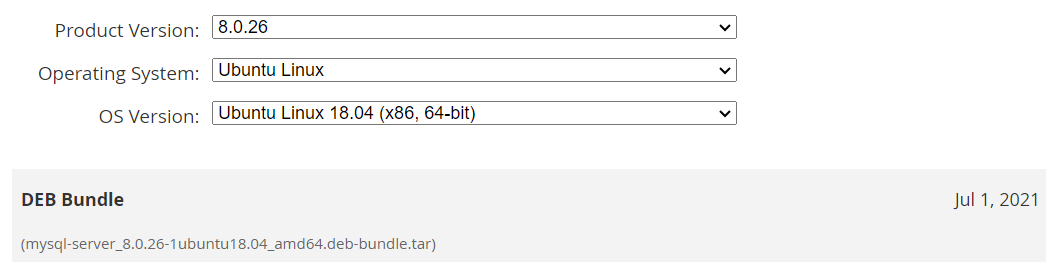 Product Version: 8.0.26
Operating System: Ubuntu Linux
OS Version: Ubuntu Linux 18.04 (x86, 64-bit)
DEB Bundle Jul 1, 2021
(mysql-server_8.0.26-1ubuntu18.04_amd64.deb-bundle.tar)